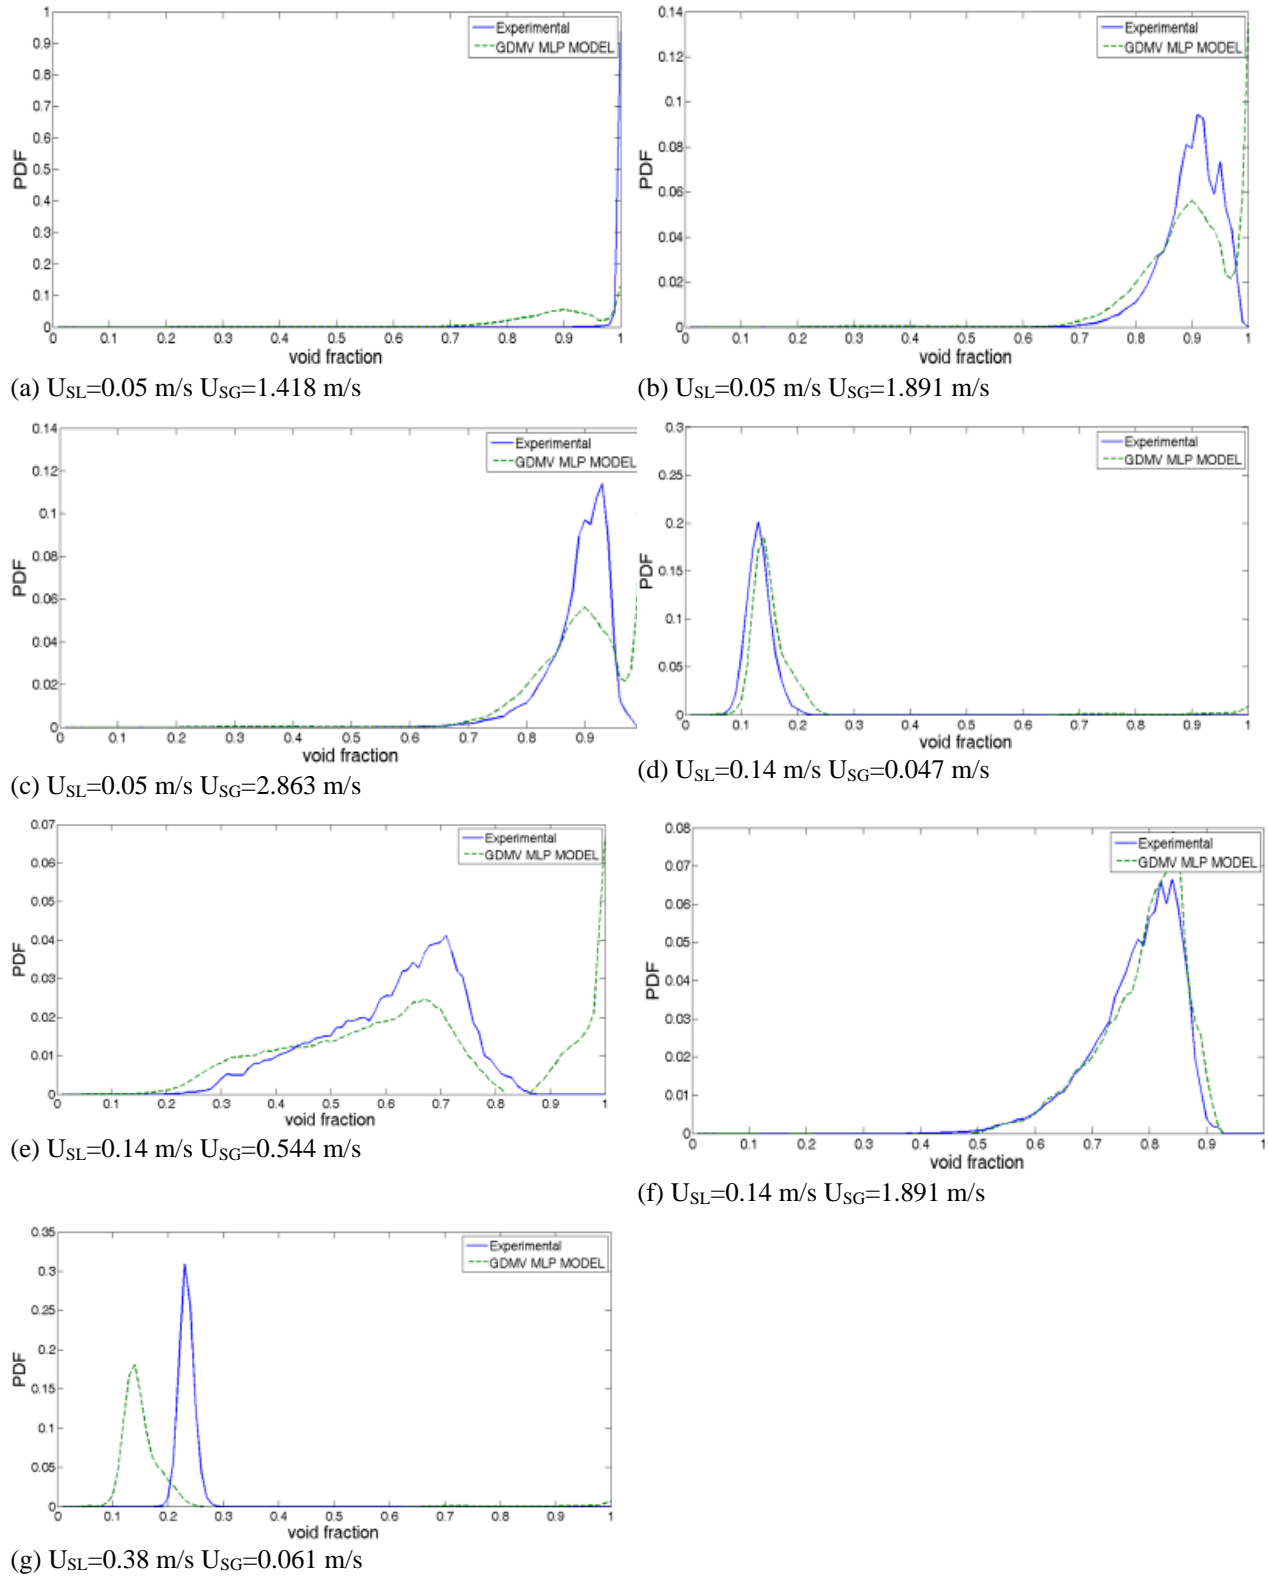 1
0.9
0.8
0.7
0.6
0.5
0.4
0.3
0.2
0.1
0
PDF
Experimental
GDMV MLP MODEL
0 0.1 0.2 0.3 0.4 0.5 0.6 0.7 0.8 0.9 1
void fraction
(a) USL=0.05 m/s USG=1.418 m/s
0.14
0.12
0.1
0.08
0.06
0.04
0.02
0
PDF
Experimental
GDMV MLP MODEL
0 0.1 0.2 0.3 0.4 0.5 0.6 0.7 0.8 0.9 1
void fraction
(b) USL=0.05 m/s USG=1.891 m/s
0.14
0.12
0.1
0.08
0.06
0.04
0.02
0
PDF
Experimental
GDMV MLP MODEL
0 0.1 0.2 0.3 0.4 0.5 0.6 0.7 0.8 0.9
void fraction
(c) USL=0.05 m/s USG=2.863 m/s
0.3
0.25
0.2
0.15
0.1
0.05
0
PDF
Experimental
GDMV MLP MODEL
0 0.1 0.2 0.3 0.4 0.5 0.6 0.7 0.8 0.9 1
void fraction
(d) USL=0.14 m/s USG=0.047 m/s
0.07
0.06
0.05
0.04
0.03
0.02
0.01
0
PDF
Experimental
GDMV MLP MODEL
0 0.1 0.2 0.3 0.4 0.5 0.6 0.7 0.8 0.9 1
void fraction
(e) USL=0.14 m/s USG=0.544 m/s
0.08
0.07
0.06
0.05
0.04
0.03
0.02
0.01
0
PDF
Experimental
GDMV MLP MODEL
0 0.1 0.2 0.3 0.4 0.5 0.6 0.7 0.8 0.9 1
void fraction
(f) USL=0.14 m/s USG=1.891 m/s
0.35
0.3
0.25
0.2
0.15
0.1
0.05
0
PDF
Experimental
GDMV MLP MODEL
0 0.1 0.2 0.3 0.4 0.5 0.6 0.7 0.8 0.9 1
void fraction
(g) USL=0.38 m/s USG=0.061 m/s